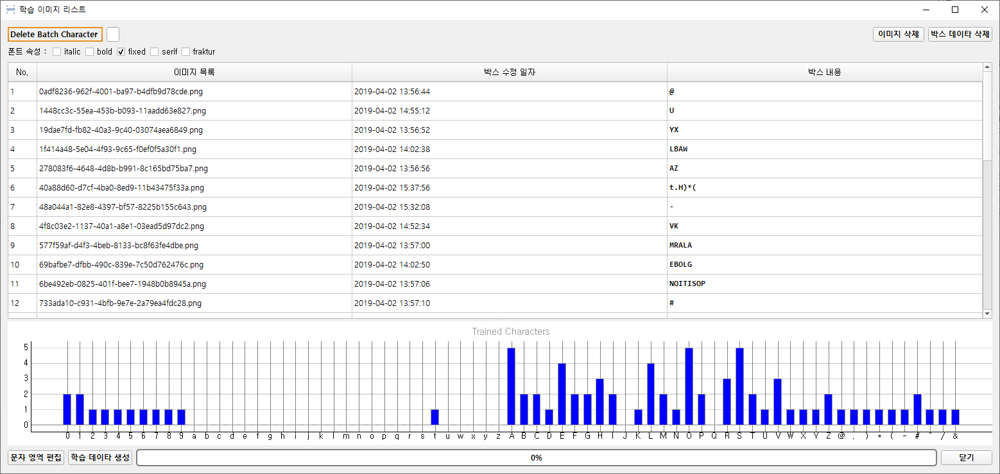 OCR 학습 이미지 리스트
Delete Batch Character 이미지 삭제 박스 데이타 삭제
폰트 속성 : italic bold fixed serif fraktur
No. 이미지 목록 박스 수정 일자 박스 내용
1 0adf8236-962f-4001-ba97-b4dfb9d78cde.png 2019-04-02 13:56:44 @
2 1448cc3c-55ea-453b-b093-11aadd63e827.png 2019-04-02 14:55:12 U
3 19dae7fd-fb82-40a3-9c40-03074aea6849.png 2019-04-02 13:56:52 YX
4 1f414a48-5e04-4f93-9c65-f0ef0f5a30f1.png 2019-04-02 14:02:38 LBAW
5 278083f6-4648-4d8b-b991-8c165bd75ba7.png 2019-04-02 13:56:56 AZ
6 40a88d60-d7cf-4ba0-8ed9-11b43475f33a.png 2019-04-02 15:37:56 t.H)*(
7 48a044a1-82e8-4397-bf57-8225b155c643.png 2019-04-02 15:32:08 -
8 4f8c03e2-1137-40a1-a8e1-03ead5d97dc2.png 2019-04-02 14:52:34 VK
9 577f59af-d4f3-4beb-8133-bc8f63fe4dbe.png 2019-04-02 13:57:00 MRALA
10 69bafbe7-dfbb-490c-839e-7c50d762476c.png 2019-04-02 14:02:50 EBOLG
11 6be492eb-0825-401f-bee7-1948b0b8945a.png 2019-04-02 13:57:06 NOITISOP
12 733ada10-c931-4bfb-9e7e-2a79ea4fdc28.png 2019-04-02 13:57:10 #
Trained Characters
5
4
3
2
1
0
0 1 2 3 4 5 6 7 8 9 a b c d e f g h i j k l m n o p q r s t u v w x y z A B C D E F G H I J K L M N O P Q R S T U V W X Y Z @ . ) * ( - # " / &
문자 영역 편집 학습 데이타 생성 0% 닫기